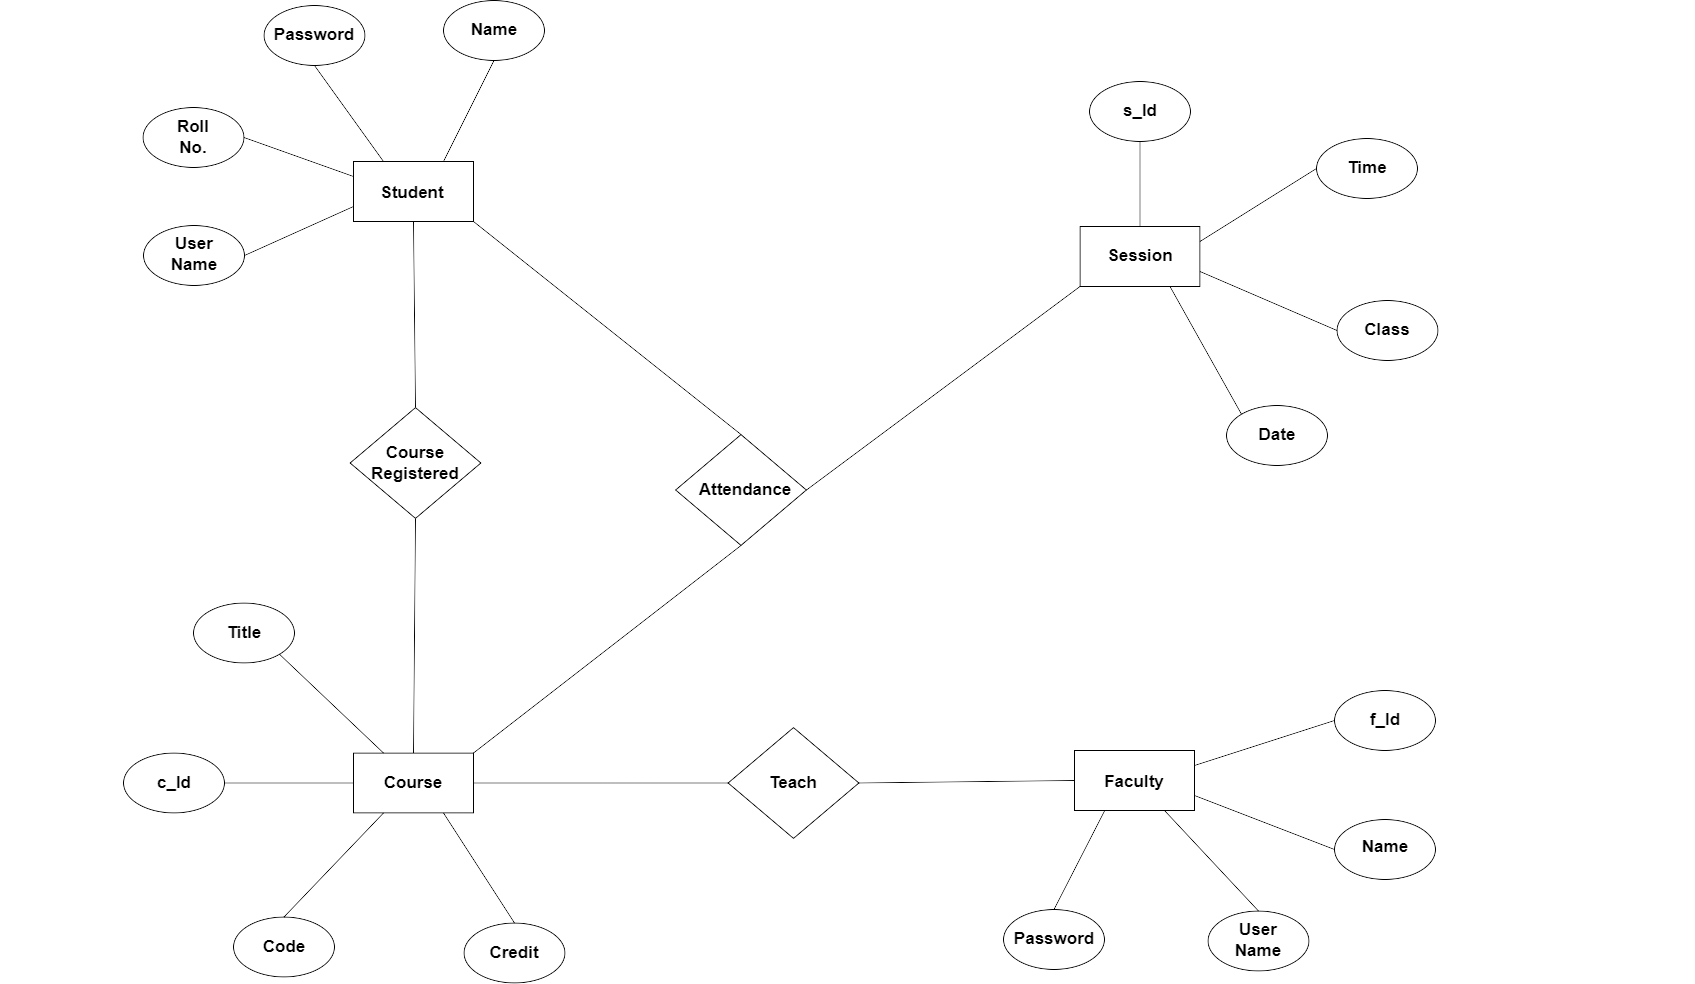 Password
Name
Roll
No.
Student
User
Name
s_Id
Time
Session
Class
Date
Course
Registered
Attendance
Title
c_Id
Course
Code
Credit
Teach
Faculty
f_Id
Name
Password
User
Name